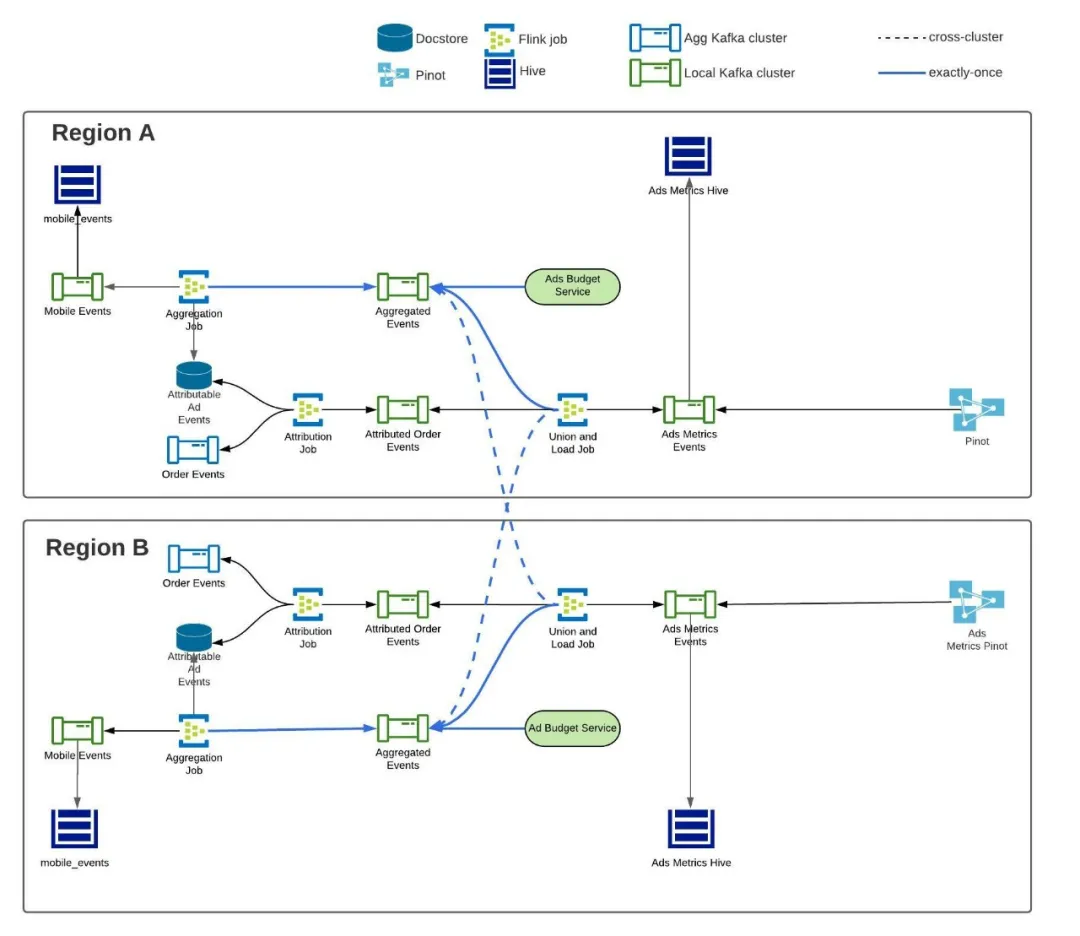 Docstore
Flink job
Agg Kafka cluster
cross-cluster
Pinot
Hive
Local Kafka cluster
exactly-once
Region A
mobile_events
Ads Metrics Hive
Mobile Events
Aggregation
Job
Aggregated
Events
Ads Budget
Service
Attributable
Ad
Events
Order Events
Attribution
Job
Attributed Order
Events
Union and
Load Job
Ads Metrics
Events
Pinot
Region B
Order Events
Attributable
Ad
Events
Attribution
Job
Attributed Order
Events
Union and
Load Job
Ads Metrics
Events
Ads
Metrics Pinot
Mobile Events
Aggregation
Job
Aggregated
Events
Ad Budget Service
mobile_events
Ads Metrics Hive